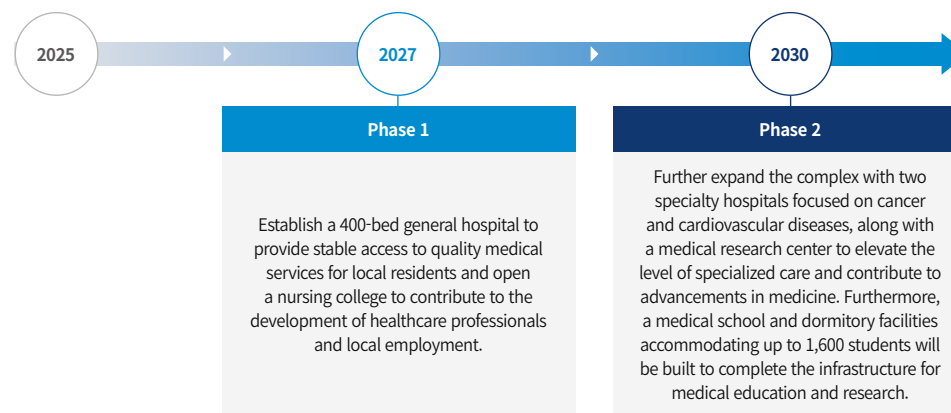 2025
2027
2030
Phase 1
Establish a 400-bed general hospital to
provide stable access to quality medical
services for local residents and open
a nursing college to contribute to the
development of healthcare professionals
and local employment.
Phase 2
Further expand the complex with two
specialty hospitals focused on cancer
and cardiovascular diseases, along with
a medical research center to elevate the
level of specialized care and contribute to
advancements in medicine. Furthermore,
a medical school and dormitory facilities
accommodating up to 1,600 students will
be built to complete the infrastructure for
medical education and research.